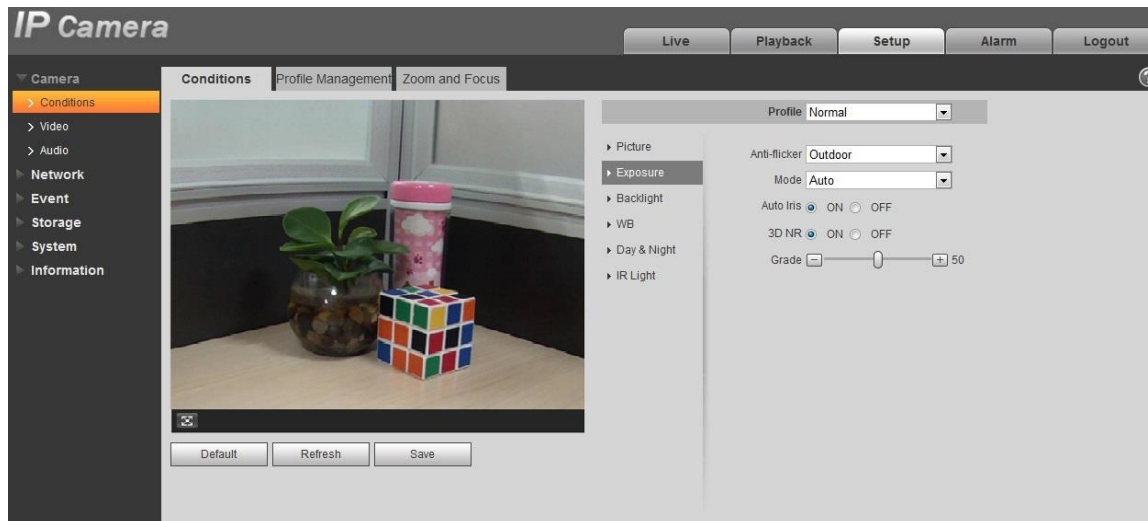 IP Camera
Live
Playback
Setup
Alarm
Logout
Camera
Conditions
Video
Audio
Network
Event
Storage
System
Information
Conditions
Profile Management
Zoom and Focus
Profile Normal
Picture
Exposure
Backlight
WB
Day & Night
IR Light
Anti-flicker Outdoor
Mode Auto
Auto Iris ON OFF
3D NR ON OFF
Grade 50
Default
Refresh
Save